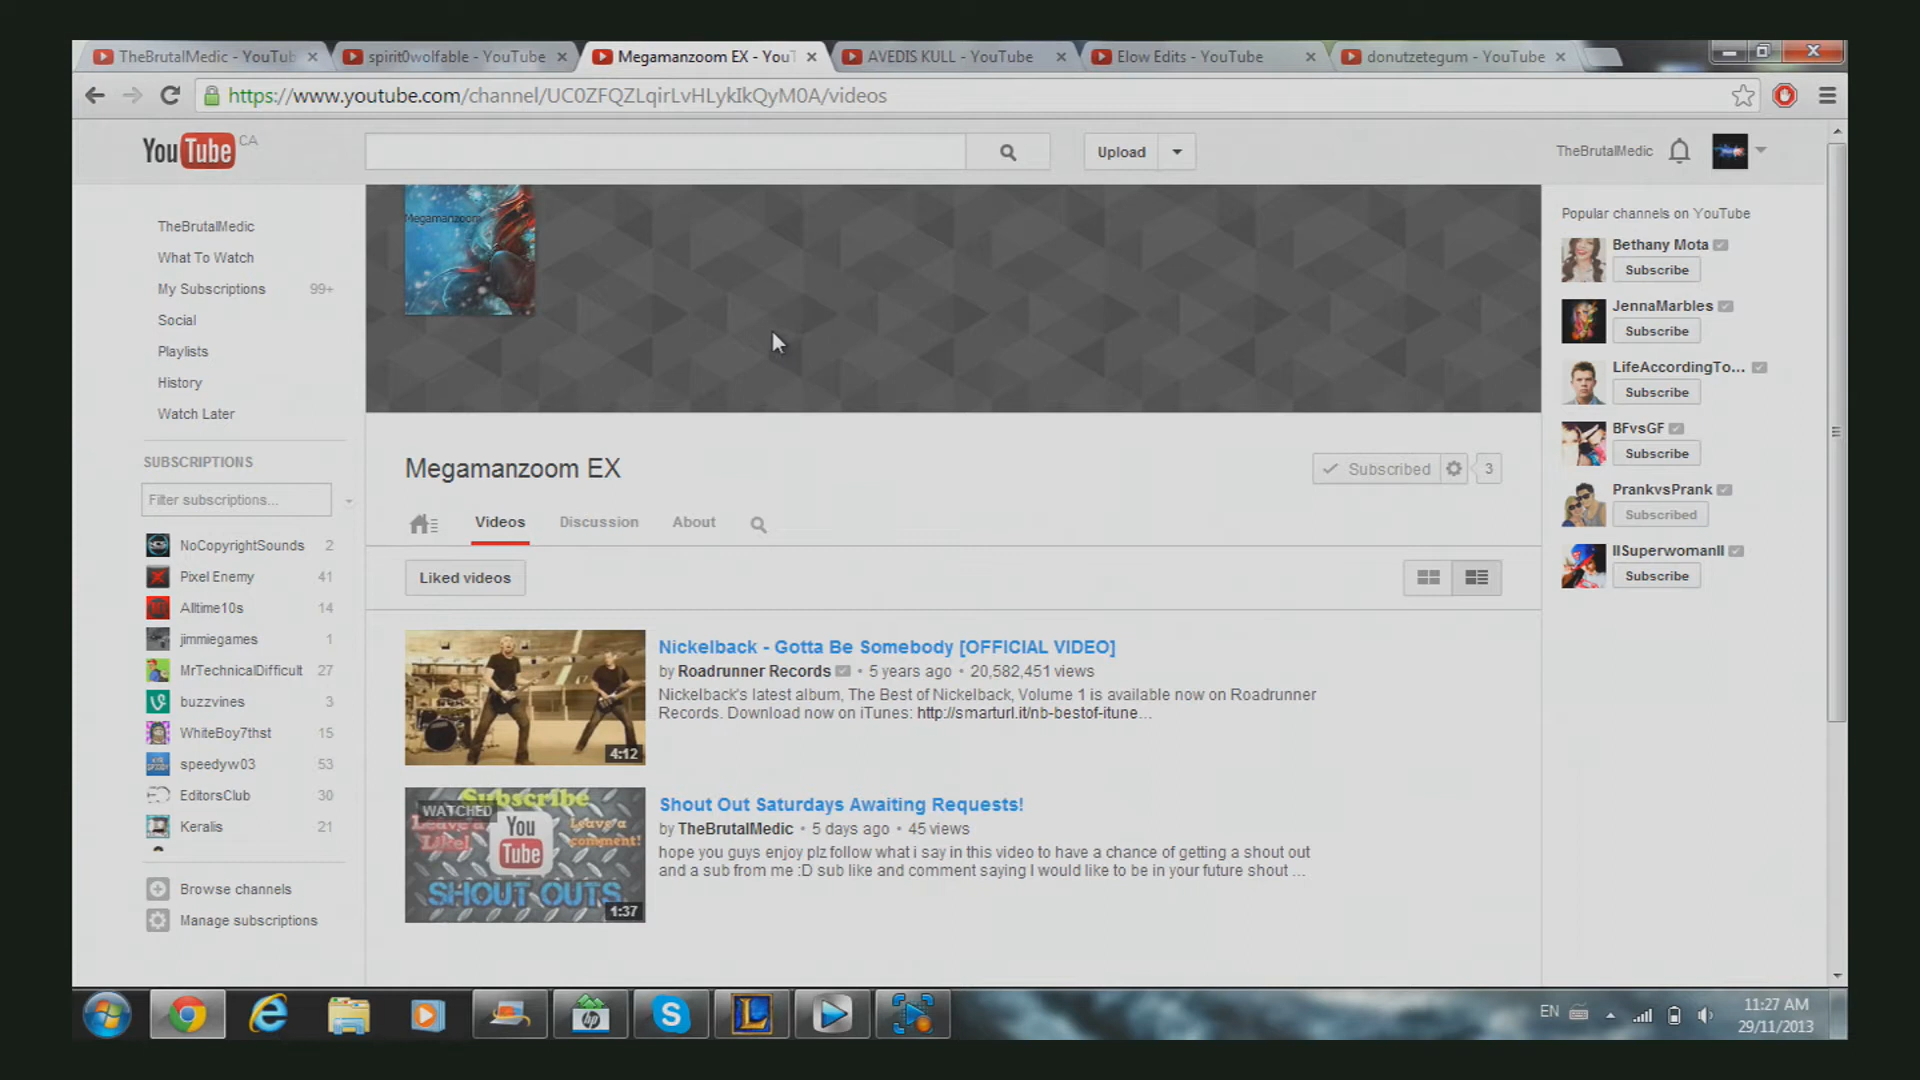 TheBrutalMedic - YouTub
spirit0wolfable - YouTube
Megamanzoom EX - YouT
AVEDIS KULL - YouTube
Elow Edits - YouTube
donutzetegum - YouTube
https://www.youtube.com/channel/UC0ZFQZLqirLvHLykIkQyM0A/videos
YouTube CA
Upload
TheBrutalMedic
TheBrutalMedic
What To Watch
My Subscriptions 99+
Social
Playlists
History
Watch Later
SUBSCRIPTIONS
Filter subscriptions...
NoCopyrightSounds 2
Pixel Enemy 41
Alltime10s 14
jimmiegames 1
MrTechnicalDifficult 27
buzzvines 3
WhiteBoy7thst 15
speedyw03 53
EditorsClub 30
Keralis 21
Browse channels
Manage subscriptions
Megamanzoom
Megamanzoom EX
Subscribed 3
Videos
Discussion
About
Liked videos
Nickelback - Gotta Be Somebody [OFFICIAL VIDEO]
by Roadrunner Records • 5 years ago • 20,582,451 views
Nickelback's latest album, The Best of Nickelback, Volume 1 is available now on Roadrunner
Records. Download now on iTunes: http://smarturl.it/nb-bestof-itune...
4:12
WATCHED
Subscribe
Leave a
Like!
You
Tube
Leave a
comment!
SHOUT OUTS
1:37
Shout Out Saturdays Awaiting Requests!
by TheBrutalMedic • 5 days ago • 45 views
hope you guys enjoy plz follow what i say in this video to have a chance of getting a shout out
and a sub from me :D sub like and comment saying I would like to be in your future shout ...
Popular channels on YouTube
Bethany Mota
Subscribe
JennaMarbles
Subscribe
LifeAccordingTo...
Subscribe
BFvsGF
Subscribe
PrankvsPrank
Subscribed
IISuperwomanII
Subscribe
hp
S
L
EN
11:27 AM
29/11/2013